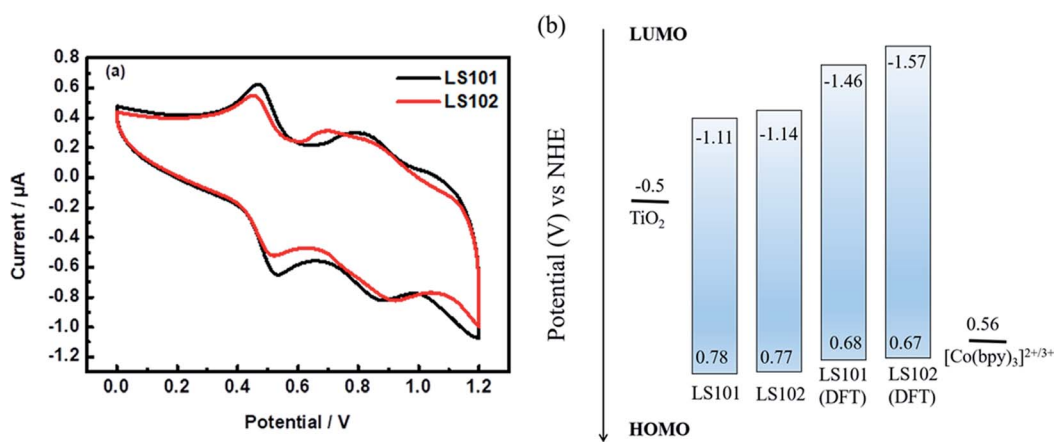 (a)
LS101
LS102
Current / µA
0.8
0.6
0.4
0.2
0.0
-0.2
-0.4
-0.6
-0.8
-1.0
-1.2
0.0 0.2 0.4 0.6 0.8 1.0 1.2
Potential / V
(b)
Potential (V) vs NHE
LUMO
-0.5
TiO2
-1.11
0.78
LS101
-1.14
0.77
LS102
-1.46
0.68
LS101
(DFT)
-1.57
0.67
LS102
(DFT)
0.56
[Co(bpy)3]2+/3+
HOMO